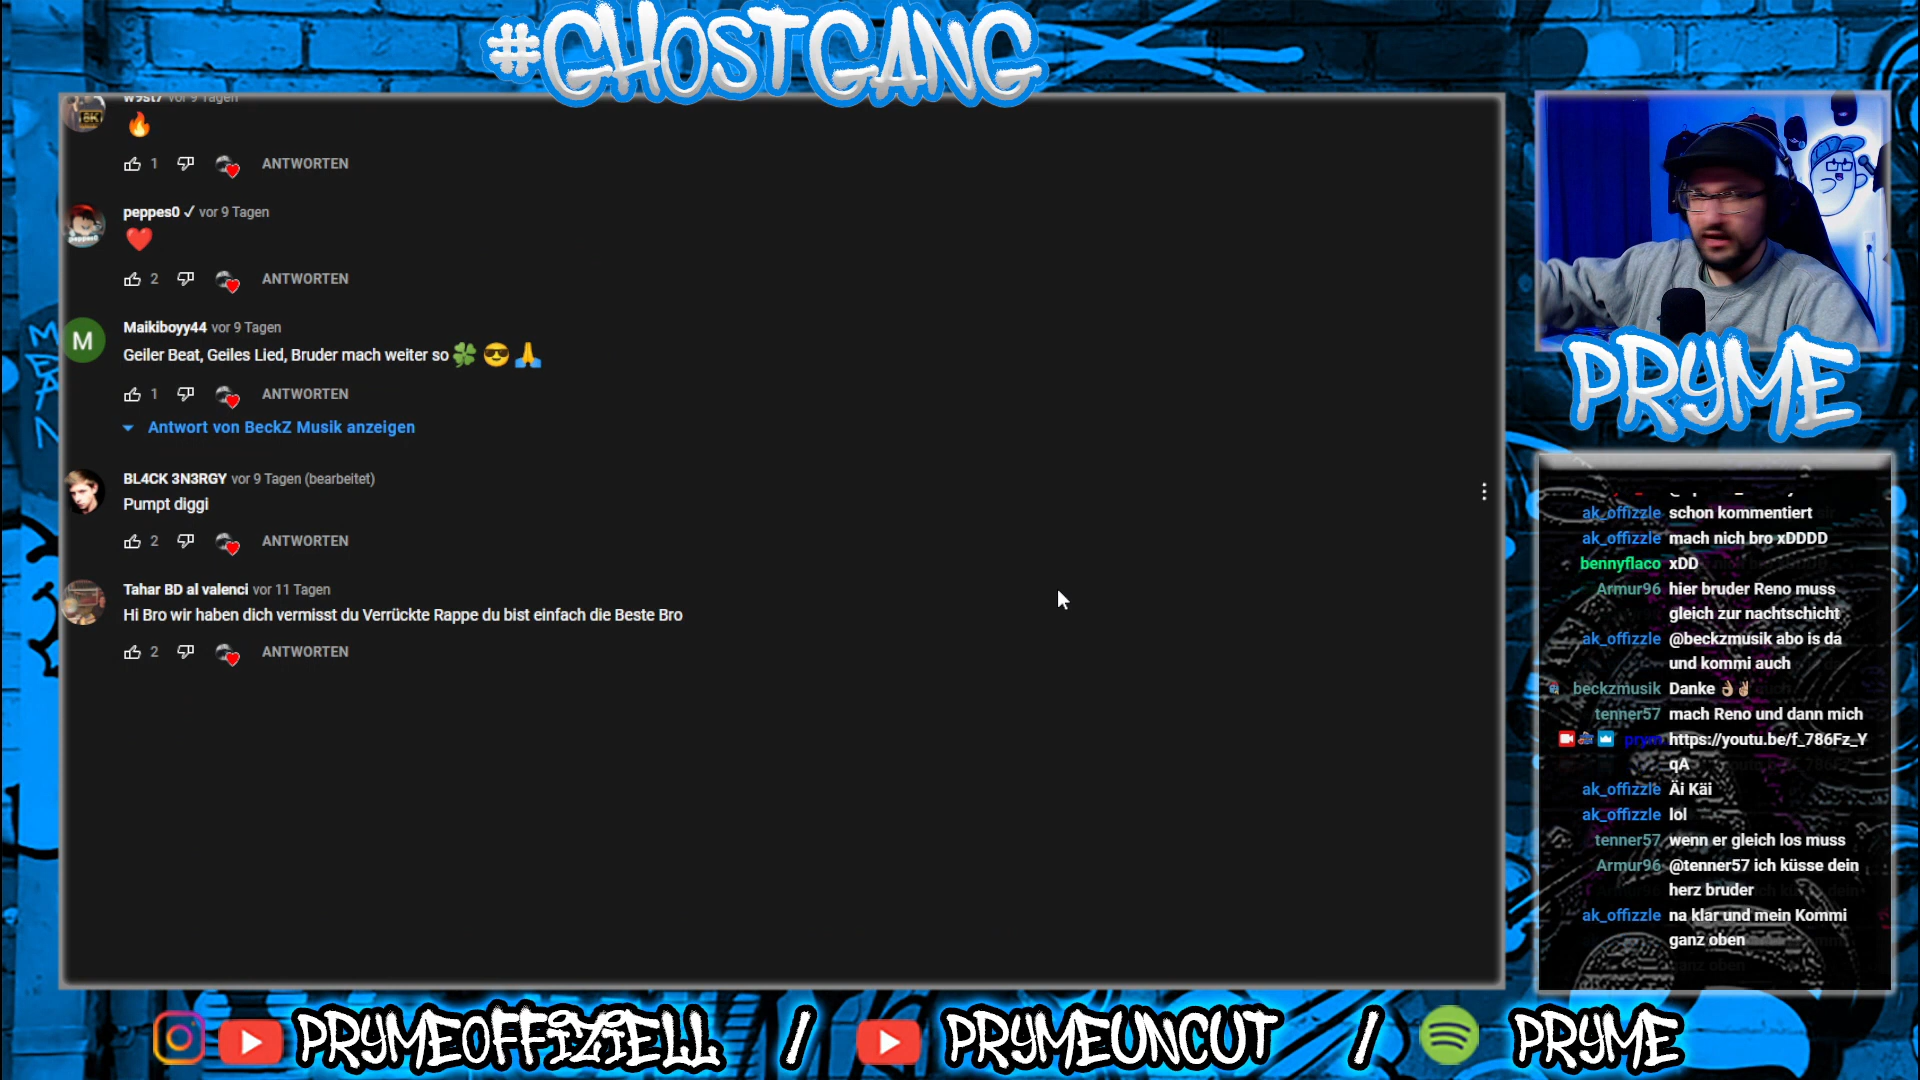 #GHOSTGANG
w9st7 vor 9 Tagen
1 ANTWORTEN
peppes0 ✓ vor 9 Tagen
2 ANTWORTEN
M
Maikiboyy44 vor 9 Tagen
Geiler Beat, Geiles Lied, Bruder mach weiter so 🍀 😎 🙏
1 ANTWORTEN
Antwort von BeckZ Musik anzeigen
BL4CK 3N3RGY vor 9 Tagen (bearbeitet)
Pumpt diggi
2 ANTWORTEN
Tahar BD al valenci vor 11 Tagen
Hi Bro wir haben dich vermisst du Verrückte Rappe du bist einfach die Beste Bro
2 ANTWORTEN
PRYME
ak_offizzle schon kommentiert
ak_offizzle mach nich bro xDDDD
bennyflaco xDD
Armur96 hier bruder Reno muss
gleich zur nachtschicht
ak_offizzle @beckzmusik abo is da
und kommi auch
beckzmusik Danke 👌🏼✌🏼
tenner57 mach Reno und dann mich
https://youtu.be/f_786Fz_Y
qA
ak_offizzle Äi Käi
ak_offizzle lol
tenner57 wenn er gleich los muss
Armur96 @tenner57 ich küsse dein
herz bruder
ak_offizzle na klar und mein Kommi
ganz oben
PRYMEOFFIZIELL / PRYMEUNCUT / PRYME